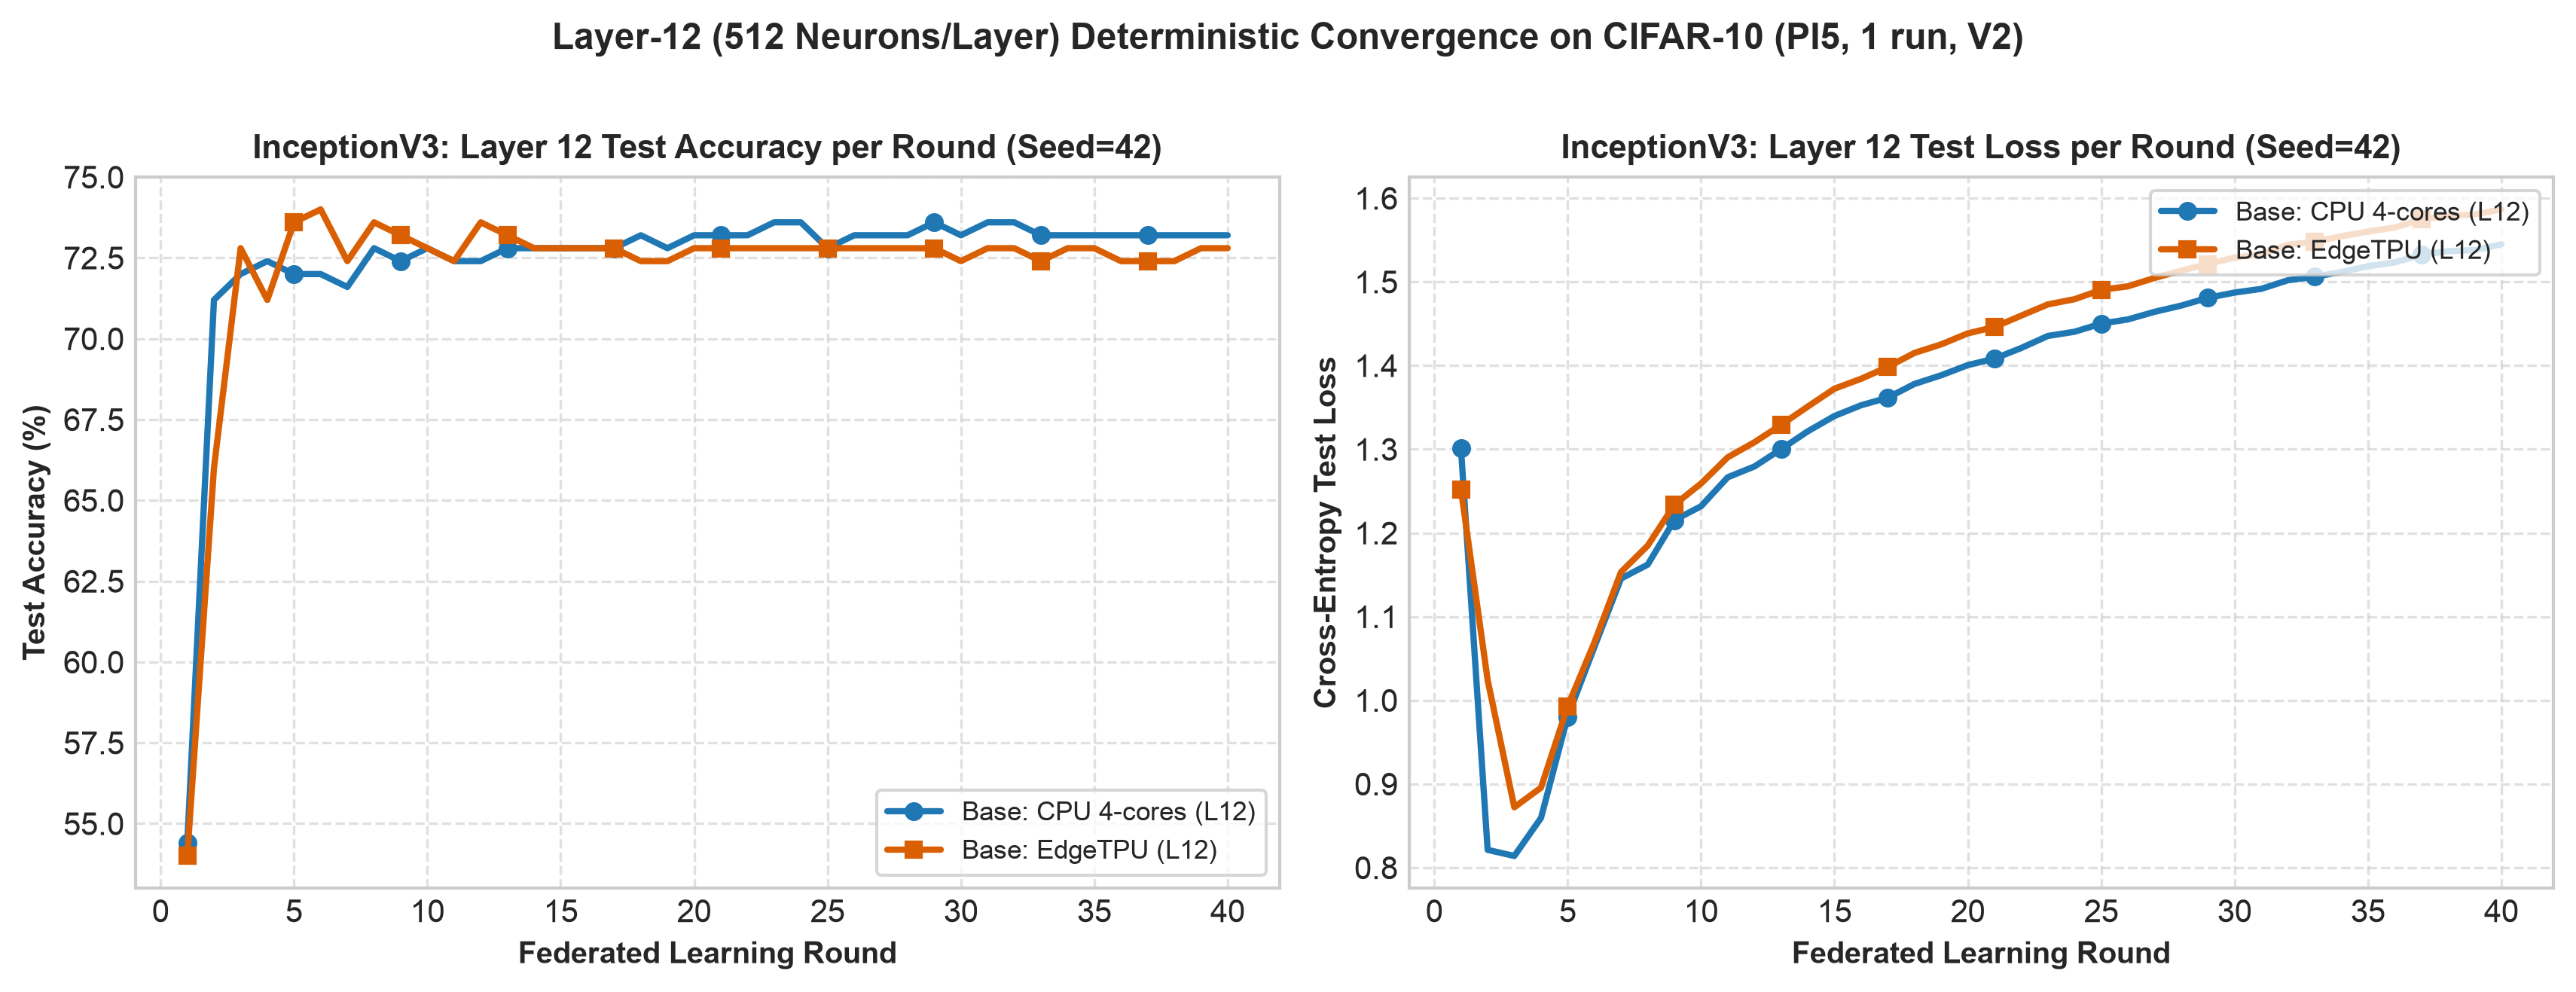 Layer-12 (512 Neurons/Layer) Deterministic Convergence on CIFAR-10 (PI5, 1 run, V2)
InceptionV3: Layer 12 Test Accuracy per Round (Seed=42)
75.0
72.5
70.0
67.5
65.0
62.5
60.0
57.5
55.0
Test Accuracy (%)
Base: CPU 4-cores (L12)
Base: EdgeTPU (L12)
0 5 10 15 20 25 30 35 40
Federated Learning Round
InceptionV3: Layer 12 Test Loss per Round (Seed=42)
1.6
1.5
1.4
1.3
1.2
1.1
1.0
0.9
0.8
Cross-Entropy Test Loss
Base: CPU 4-cores (L12)
Base: EdgeTPU (L12)
0 5 10 15 20 25 30 35 40
Federated Learning Round